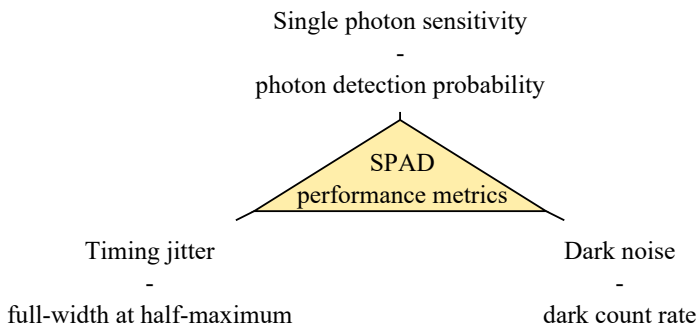 Single photon sensitivity
-
photon detection probability
SPAD
performance metrics
Timing jitter
-
full-width at half-maximum
Dark noise
-
dark count rate